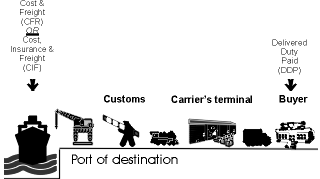 Cost &
Freight
(CFR)
OR
Cost,
Insurance &
Freight
(CIF)
Delivered
Duty
Paid
(DDP)
Customs
Carrier's terminal
Buyer
Port of destination